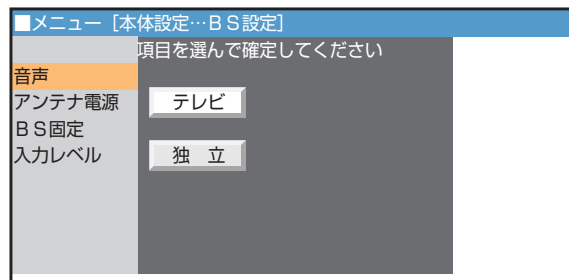 ■メニュー［本体設定…ＢＳ設定］
項目を選んで確定してください
音声
アンテナ電源
ＢＳ固定
入力レベル
テレビ
独　立